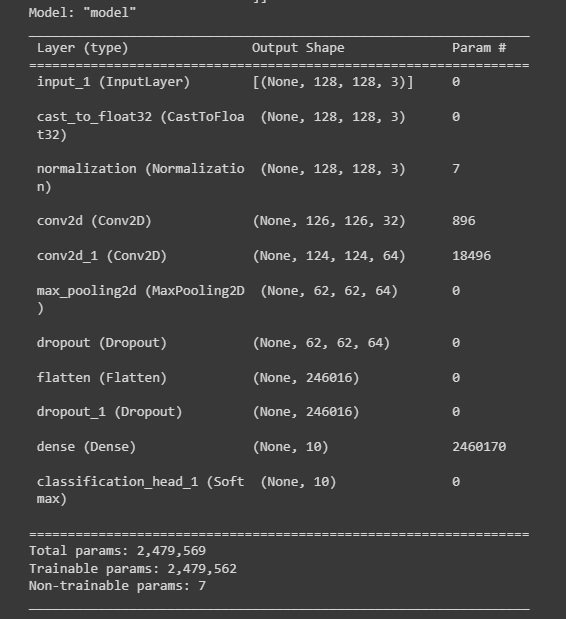 ]]
Model: "model"
_________________________________________________________________
Layer (type) Output Shape Param #
=================================================================
input_1 (InputLayer) [(None, 128, 128, 3)] 0
cast_to_float32 (CastToFloa (None, 128, 128, 3) 0
t32)
normalization (Normalizatio (None, 128, 128, 3) 7
n)
conv2d (Conv2D) (None, 126, 126, 32) 896
conv2d_1 (Conv2D) (None, 124, 124, 64) 18496
max_pooling2d (MaxPooling2D (None, 62, 62, 64) 0
)
dropout (Dropout) (None, 62, 62, 64) 0
flatten (Flatten) (None, 246016) 0
dropout_1 (Dropout) (None, 246016) 0
dense (Dense) (None, 10) 2460170
classification_head_1 (Soft (None, 10) 0
max)
=================================================================
Total params: 2,479,569
Trainable params: 2,479,562
Non-trainable params: 7
_________________________________________________________________